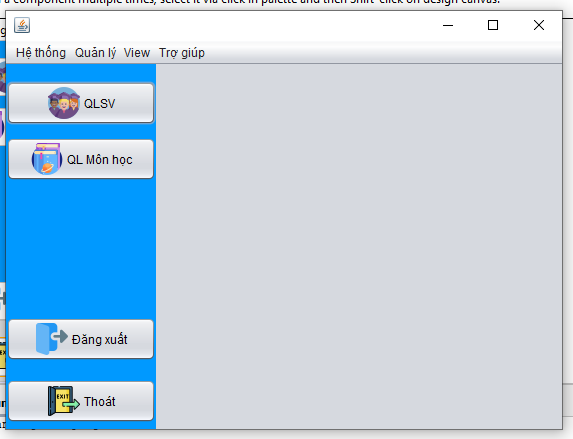 a component multiple times, select it via click in palette and then Shift-click on design canvas.
Hệ thống Quản lý View Trợ giúp
QLSV
QL Môn học
Đăng xuất
EXIT
Thoát